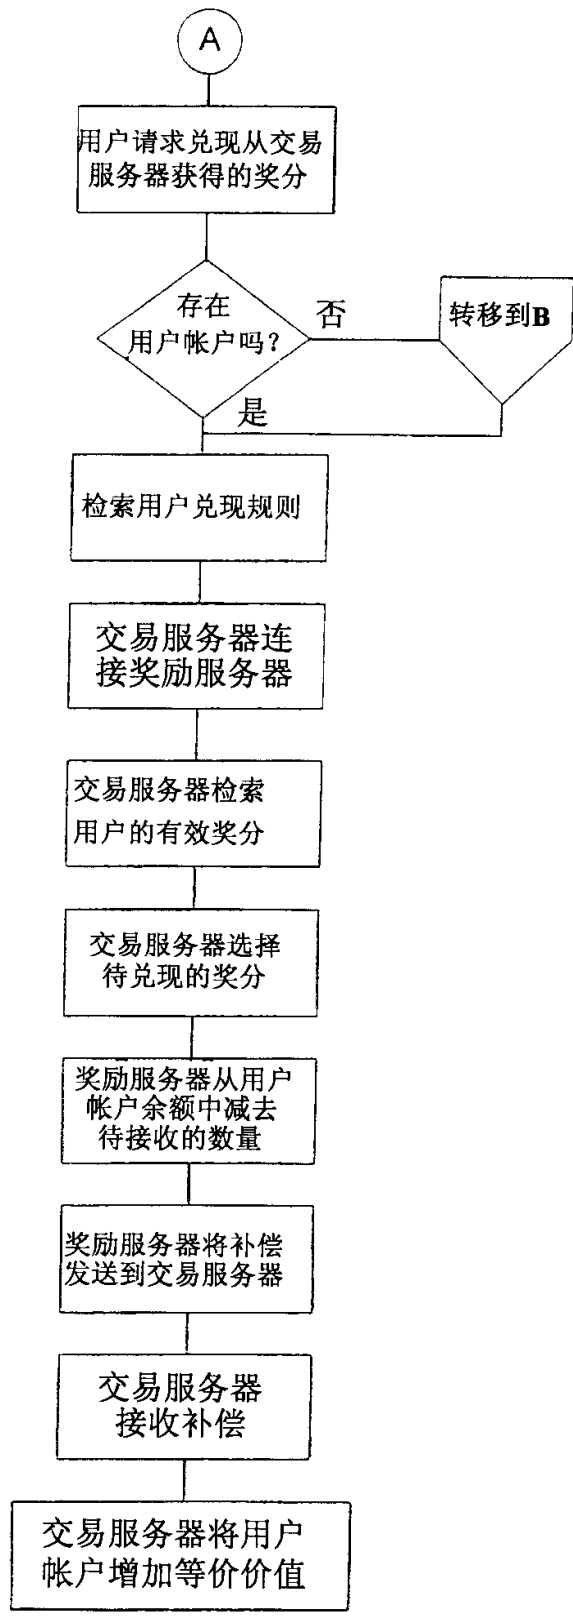 A
用户请求兑现从交易
服务器获得的奖分
存在
用户帐户吗？
否
转移到B
是
检索用户兑现规则
交易服务器连
接奖励服务器
交易服务器检索
用户的有效奖分
交易服务器选择
待兑现的奖分
奖励服务器从用户
帐户余额中减去
待接收的数量
奖励服务器将补偿
发送到交易服务器
交易服务器
接收补偿
交易服务器将用户
帐户增加等价价值